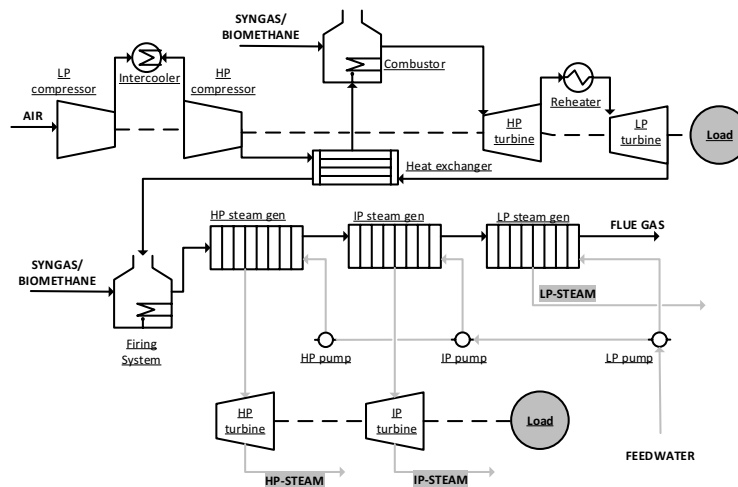 SYNGAS/
BIOMETHANE
LP
compressor
Intercooler
HP
compressor
Combustor
Reheater
AIR
HP
turbine
LP
turbine
Load
Heat exchanger
HP steam gen
IP steam gen
LP steam gen
FLUE GAS
SYNGAS/
BIOMETHANE
LP-STEAM
Firing
System
HP pump
IP pump
LP pump
HP
turbine
IP
turbine
Load
FEEDWATER
HP-STEAM
IP-STEAM